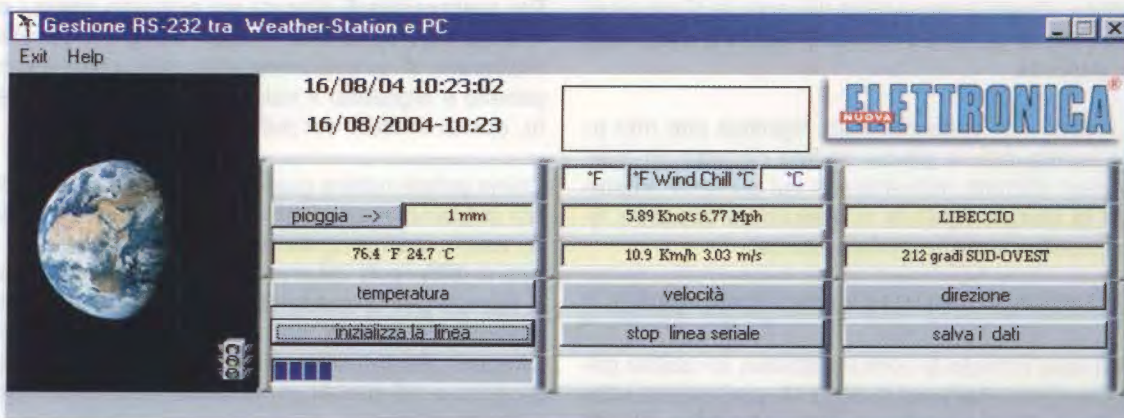 Gestione RS-232 tra Weather-Station e PC
Exit Help
16/08/04 10:23:02
16/08/2004-10:23
NUOVA ELETTRONICA®
°F °F Wind Chill °C °C
pioggia --> 1 mm
5.89 Knots 6.77 Mph
LIBECCIO
76.4 °F 24.7 °C
10.9 Km/h 3.03 m/s
212 gradi SUD-OVEST
temperatura
velocità
direzione
inizializza la linea
stop linea seriale
salva i dati